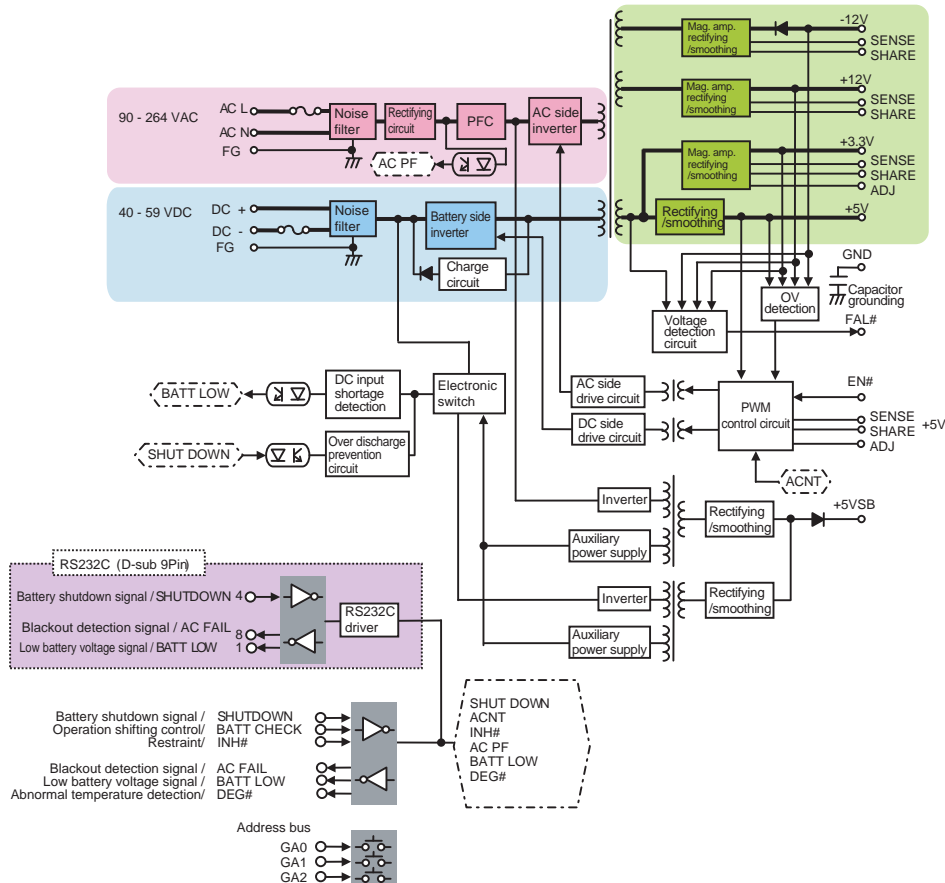 90 - 264 VAC
AC L
AC N
FG
Noise
filter
Rectifying
circuit
PFC
AC side
inverter
AC PF
40 - 59 VDC
DC +
DC -
FG
Noise
filter
Battery side
inverter
Charge
circuit
Mag. amp.
rectifying
/smoothing
-12V
SENSE
SHARE
Mag. amp.
rectifying
/smoothing
+12V
SENSE
SHARE
Mag. amp.
rectifying
/smoothing
+3.3V
SENSE
SHARE
ADJ
Rectifying
/smoothing
+5V
GND
Capacitor
grounding
OV
detection
Voltage
detection
circuit
FAL#
BATT LOW
DC input
shortage
detection
Electronic
switch
SHUT DOWN
Over discharge
prevention
circuit
AC side
drive circuit
DC side
drive circuit
PWM
control circuit
EN#
SENSE
SHARE
ADJ
+5V
ACNT
Inverter
Rectifying
/smoothing
+5VSB
Auxiliary
power supply
Inverter
Rectifying
/smoothing
Auxiliary
power supply
RS232C (D-sub 9Pin)
Battery shutdown signal / SHUTDOWN 4
Blackout detection signal / AC FAIL 8
Low battery voltage signal / BATT LOW 1
RS232C
driver
Battery shutdown signal / SHUTDOWN
Operation shifting control/ BATT CHECK
Restraint/ INH#
Blackout detection signal / AC FAIL
Low battery voltage signal / BATT LOW
Abnormal temperature detection/ DEG#
SHUT DOWN
ACNT
INH#
AC PF
BATT LOW
DEG#
Address bus
GA0
GA1
GA2